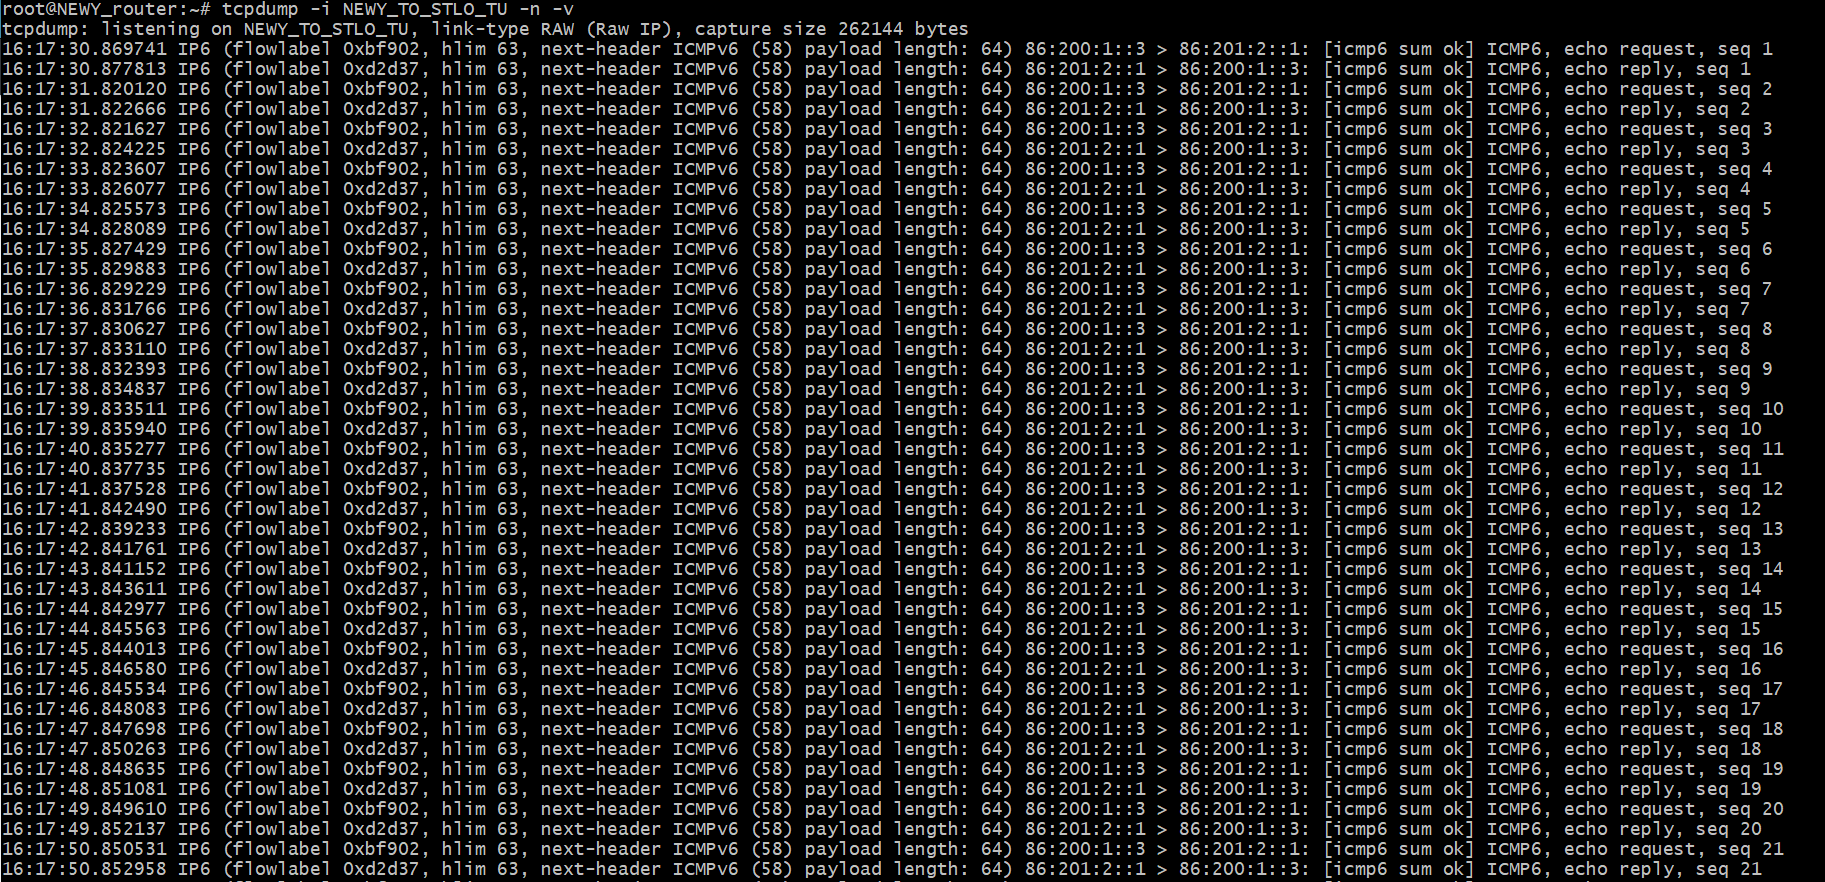 root@NEWY_router:~# tcpdump -i NEWY_TO_STLO_TU -n -v
tcpdump: listening on NEWY_TO_STLO_TU, link-type RAW (Raw IP), capture size 262144 bytes
16:17:30.869741 IP6 (flowlabel 0xbf902, hlim 63, next-header ICMPv6 (58) payload length: 64) 86:200:1::3 > 86:201:2::1: [icmp6 sum ok] ICMP6, echo request, seq 1
16:17:30.877813 IP6 (flowlabel 0xd2d37, hlim 63, next-header ICMPv6 (58) payload length: 64) 86:201:2::1 > 86:200:1::3: [icmp6 sum ok] ICMP6, echo reply, seq 1
16:17:31.820120 IP6 (flowlabel 0xbf902, hlim 63, next-header ICMPv6 (58) payload length: 64) 86:200:1::3 > 86:201:2::1: [icmp6 sum ok] ICMP6, echo request, seq 2
16:17:31.822666 IP6 (flowlabel 0xd2d37, hlim 63, next-header ICMPv6 (58) payload length: 64) 86:201:2::1 > 86:200:1::3: [icmp6 sum ok] ICMP6, echo reply, seq 2
16:17:32.821627 IP6 (flowlabel 0xbf902, hlim 63, next-header ICMPv6 (58) payload length: 64) 86:200:1::3 > 86:201:2::1: [icmp6 sum ok] ICMP6, echo request, seq 3
16:17:32.824225 IP6 (flowlabel 0xd2d37, hlim 63, next-header ICMPv6 (58) payload length: 64) 86:201:2::1 > 86:200:1::3: [icmp6 sum ok] ICMP6, echo reply, seq 3
16:17:33.823607 IP6 (flowlabel 0xbf902, hlim 63, next-header ICMPv6 (58) payload length: 64) 86:200:1::3 > 86:201:2::1: [icmp6 sum ok] ICMP6, echo request, seq 4
16:17:33.826077 IP6 (flowlabel 0xd2d37, hlim 63, next-header ICMPv6 (58) payload length: 64) 86:201:2::1 > 86:200:1::3: [icmp6 sum ok] ICMP6, echo reply, seq 4
16:17:34.825573 IP6 (flowlabel 0xbf902, hlim 63, next-header ICMPv6 (58) payload length: 64) 86:200:1::3 > 86:201:2::1: [icmp6 sum ok] ICMP6, echo request, seq 5
16:17:34.828089 IP6 (flowlabel 0xd2d37, hlim 63, next-header ICMPv6 (58) payload length: 64) 86:201:2::1 > 86:200:1::3: [icmp6 sum ok] ICMP6, echo reply, seq 5
16:17:35.827429 IP6 (flowlabel 0xbf902, hlim 63, next-header ICMPv6 (58) payload length: 64) 86:200:1::3 > 86:201:2::1: [icmp6 sum ok] ICMP6, echo request, seq 6
16:17:35.829883 IP6 (flowlabel 0xd2d37, hlim 63, next-header ICMPv6 (58) payload length: 64) 86:201:2::1 > 86:200:1::3: [icmp6 sum ok] ICMP6, echo reply, seq 6
16:17:36.829229 IP6 (flowlabel 0xbf902, hlim 63, next-header ICMPv6 (58) payload length: 64) 86:200:1::3 > 86:201:2::1: [icmp6 sum ok] ICMP6, echo request, seq 7
16:17:36.831766 IP6 (flowlabel 0xd2d37, hlim 63, next-header ICMPv6 (58) payload length: 64) 86:201:2::1 > 86:200:1::3: [icmp6 sum ok] ICMP6, echo reply, seq 7
16:17:37.830627 IP6 (flowlabel 0xbf902, hlim 63, next-header ICMPv6 (58) payload length: 64) 86:200:1::3 > 86:201:2::1: [icmp6 sum ok] ICMP6, echo request, seq 8
16:17:37.833110 IP6 (flowlabel 0xd2d37, hlim 63, next-header ICMPv6 (58) payload length: 64) 86:201:2::1 > 86:200:1::3: [icmp6 sum ok] ICMP6, echo reply, seq 8
16:17:38.832393 IP6 (flowlabel 0xbf902, hlim 63, next-header ICMPv6 (58) payload length: 64) 86:200:1::3 > 86:201:2::1: [icmp6 sum ok] ICMP6, echo request, seq 9
16:17:38.834837 IP6 (flowlabel 0xd2d37, hlim 63, next-header ICMPv6 (58) payload length: 64) 86:201:2::1 > 86:200:1::3: [icmp6 sum ok] ICMP6, echo reply, seq 9
16:17:39.833511 IP6 (flowlabel 0xbf902, hlim 63, next-header ICMPv6 (58) payload length: 64) 86:200:1::3 > 86:201:2::1: [icmp6 sum ok] ICMP6, echo request, seq 10
16:17:39.835940 IP6 (flowlabel 0xd2d37, hlim 63, next-header ICMPv6 (58) payload length: 64) 86:201:2::1 > 86:200:1::3: [icmp6 sum ok] ICMP6, echo reply, seq 10
16:17:40.835277 IP6 (flowlabel 0xbf902, hlim 63, next-header ICMPv6 (58) payload length: 64) 86:200:1::3 > 86:201:2::1: [icmp6 sum ok] ICMP6, echo request, seq 11
16:17:40.837735 IP6 (flowlabel 0xd2d37, hlim 63, next-header ICMPv6 (58) payload length: 64) 86:201:2::1 > 86:200:1::3: [icmp6 sum ok] ICMP6, echo reply, seq 11
16:17:41.837528 IP6 (flowlabel 0xbf902, hlim 63, next-header ICMPv6 (58) payload length: 64) 86:200:1::3 > 86:201:2::1: [icmp6 sum ok] ICMP6, echo request, seq 12
16:17:41.842490 IP6 (flowlabel 0xd2d37, hlim 63, next-header ICMPv6 (58) payload length: 64) 86:201:2::1 > 86:200:1::3: [icmp6 sum ok] ICMP6, echo reply, seq 12
16:17:42.839233 IP6 (flowlabel 0xbf902, hlim 63, next-header ICMPv6 (58) payload length: 64) 86:200:1::3 > 86:201:2::1: [icmp6 sum ok] ICMP6, echo request, seq 13
16:17:42.841761 IP6 (flowlabel 0xd2d37, hlim 63, next-header ICMPv6 (58) payload length: 64) 86:201:2::1 > 86:200:1::3: [icmp6 sum ok] ICMP6, echo reply, seq 13
16:17:43.841152 IP6 (flowlabel 0xbf902, hlim 63, next-header ICMPv6 (58) payload length: 64) 86:200:1::3 > 86:201:2::1: [icmp6 sum ok] ICMP6, echo request, seq 14
16:17:43.843611 IP6 (flowlabel 0xd2d37, hlim 63, next-header ICMPv6 (58) payload length: 64) 86:201:2::1 > 86:200:1::3: [icmp6 sum ok] ICMP6, echo reply, seq 14
16:17:44.842977 IP6 (flowlabel 0xbf902, hlim 63, next-header ICMPv6 (58) payload length: 64) 86:200:1::3 > 86:201:2::1: [icmp6 sum ok] ICMP6, echo request, seq 15
16:17:44.845563 IP6 (flowlabel 0xd2d37, hlim 63, next-header ICMPv6 (58) payload length: 64) 86:201:2::1 > 86:200:1::3: [icmp6 sum ok] ICMP6, echo reply, seq 15
16:17:45.844013 IP6 (flowlabel 0xbf902, hlim 63, next-header ICMPv6 (58) payload length: 64) 86:200:1::3 > 86:201:2::1: [icmp6 sum ok] ICMP6, echo request, seq 16
16:17:45.846580 IP6 (flowlabel 0xd2d37, hlim 63, next-header ICMPv6 (58) payload length: 64) 86:201:2::1 > 86:200:1::3: [icmp6 sum ok] ICMP6, echo reply, seq 16
16:17:46.845534 IP6 (flowlabel 0xbf902, hlim 63, next-header ICMPv6 (58) payload length: 64) 86:200:1::3 > 86:201:2::1: [icmp6 sum ok] ICMP6, echo request, seq 17
16:17:46.848083 IP6 (flowlabel 0xd2d37, hlim 63, next-header ICMPv6 (58) payload length: 64) 86:201:2::1 > 86:200:1::3: [icmp6 sum ok] ICMP6, echo reply, seq 17
16:17:47.847698 IP6 (flowlabel 0xbf902, hlim 63, next-header ICMPv6 (58) payload length: 64) 86:200:1::3 > 86:201:2::1: [icmp6 sum ok] ICMP6, echo request, seq 18
16:17:47.850263 IP6 (flowlabel 0xd2d37, hlim 63, next-header ICMPv6 (58) payload length: 64) 86:201:2::1 > 86:200:1::3: [icmp6 sum ok] ICMP6, echo reply, seq 18
16:17:48.848635 IP6 (flowlabel 0xbf902, hlim 63, next-header ICMPv6 (58) payload length: 64) 86:200:1::3 > 86:201:2::1: [icmp6 sum ok] ICMP6, echo request, seq 19
16:17:48.851081 IP6 (flowlabel 0xd2d37, hlim 63, next-header ICMPv6 (58) payload length: 64) 86:201:2::1 > 86:200:1::3: [icmp6 sum ok] ICMP6, echo reply, seq 19
16:17:49.849610 IP6 (flowlabel 0xbf902, hlim 63, next-header ICMPv6 (58) payload length: 64) 86:200:1::3 > 86:201:2::1: [icmp6 sum ok] ICMP6, echo request, seq 20
16:17:49.852137 IP6 (flowlabel 0xd2d37, hlim 63, next-header ICMPv6 (58) payload length: 64) 86:201:2::1 > 86:200:1::3: [icmp6 sum ok] ICMP6, echo reply, seq 20
16:17:50.850531 IP6 (flowlabel 0xbf902, hlim 63, next-header ICMPv6 (58) payload length: 64) 86:200:1::3 > 86:201:2::1: [icmp6 sum ok] ICMP6, echo request, seq 21
16:17:50.852958 IP6 (flowlabel 0xd2d37, hlim 63, next-header ICMPv6 (58) payload length: 64) 86:201:2::1 > 86:200:1::3: [icmp6 sum ok] ICMP6, echo reply, seq 21